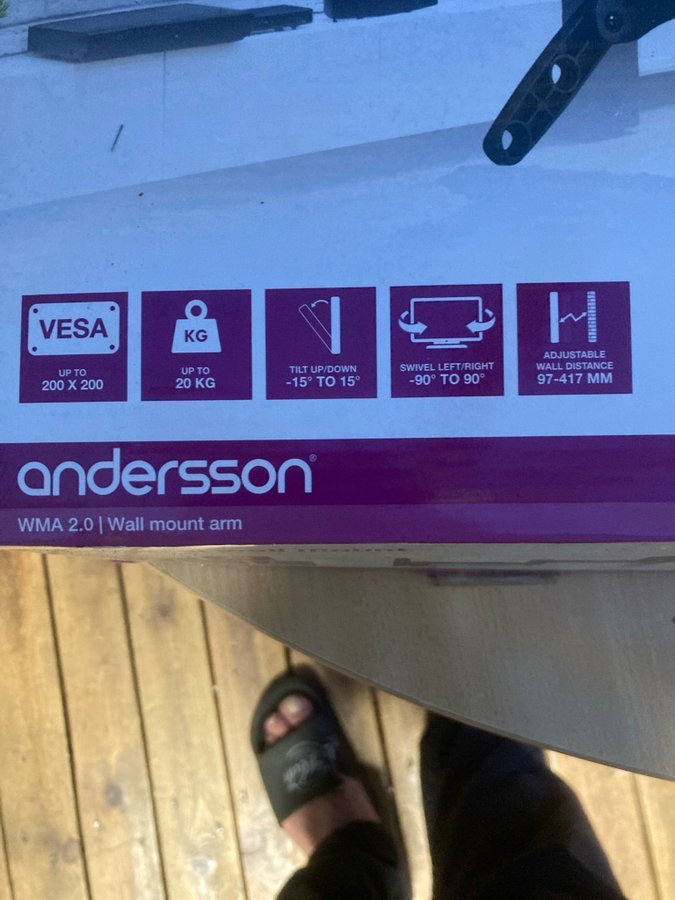 VESA
UP TO
200 X 200
KG
UP TO
20 KG
TILT UP/DOWN
-15° TO 15°
SWIVEL LEFT/RIGHT
-90° TO 90°
ADJUSTABLE
WALL DISTANCE
97-417 MM
andersson®
WMA 2.0 | Wall mount arm